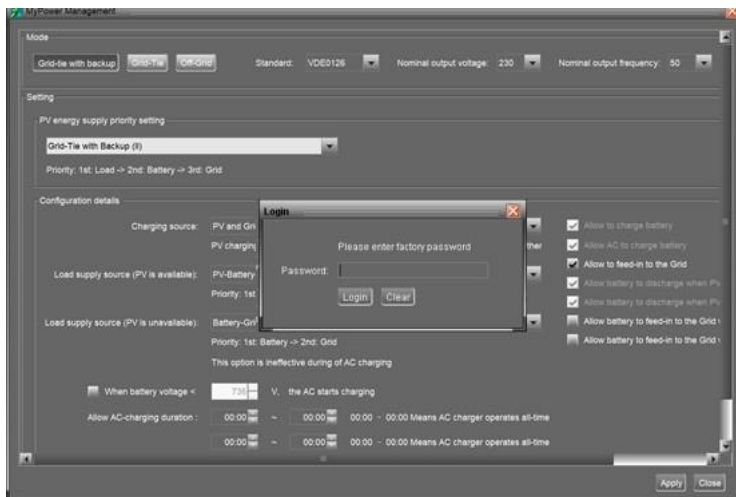 MyPower Management
Mode
Grid-tie with backup Grid-Tie Off-Grid Standard: VDE0126 Nominal output voltage: 230 Nominal output frequency: 50
Setting
PV energy supply priority setting
Grid-Tie with Backup (II)
Priority: 1st: Load -> 2nd: Battery -> 3rd: Grid
Configuration details
Login
Charging source: PV and Gri Allow to charge battery
PV charging Please enter factory password ther Allow AC to charge battery
Allow to feed-in to the Grid
Load supply source (PV is available): PV-Battery Password: Allow battery to discharge when PV
Priority: 1st Login Clear Allow battery to discharge when PV
Load supply source (PV is unavailable): Battery-Gri Allow battery to feed-in to the Grid
Priority: 1st: Battery -> 2nd: Grid Allow battery to feed-in to the Grid
This option is ineffective during of AC charging
When battery voltage < 736 V, the AC starts charging
Allow AC-charging duration : 00:00 ~ 00:00 00:00 - 00:00 Means AC charger operates all-time
00:00 ~ 00:00 00:00 - 00:00 Means AC charger operates all-time
Apply Close